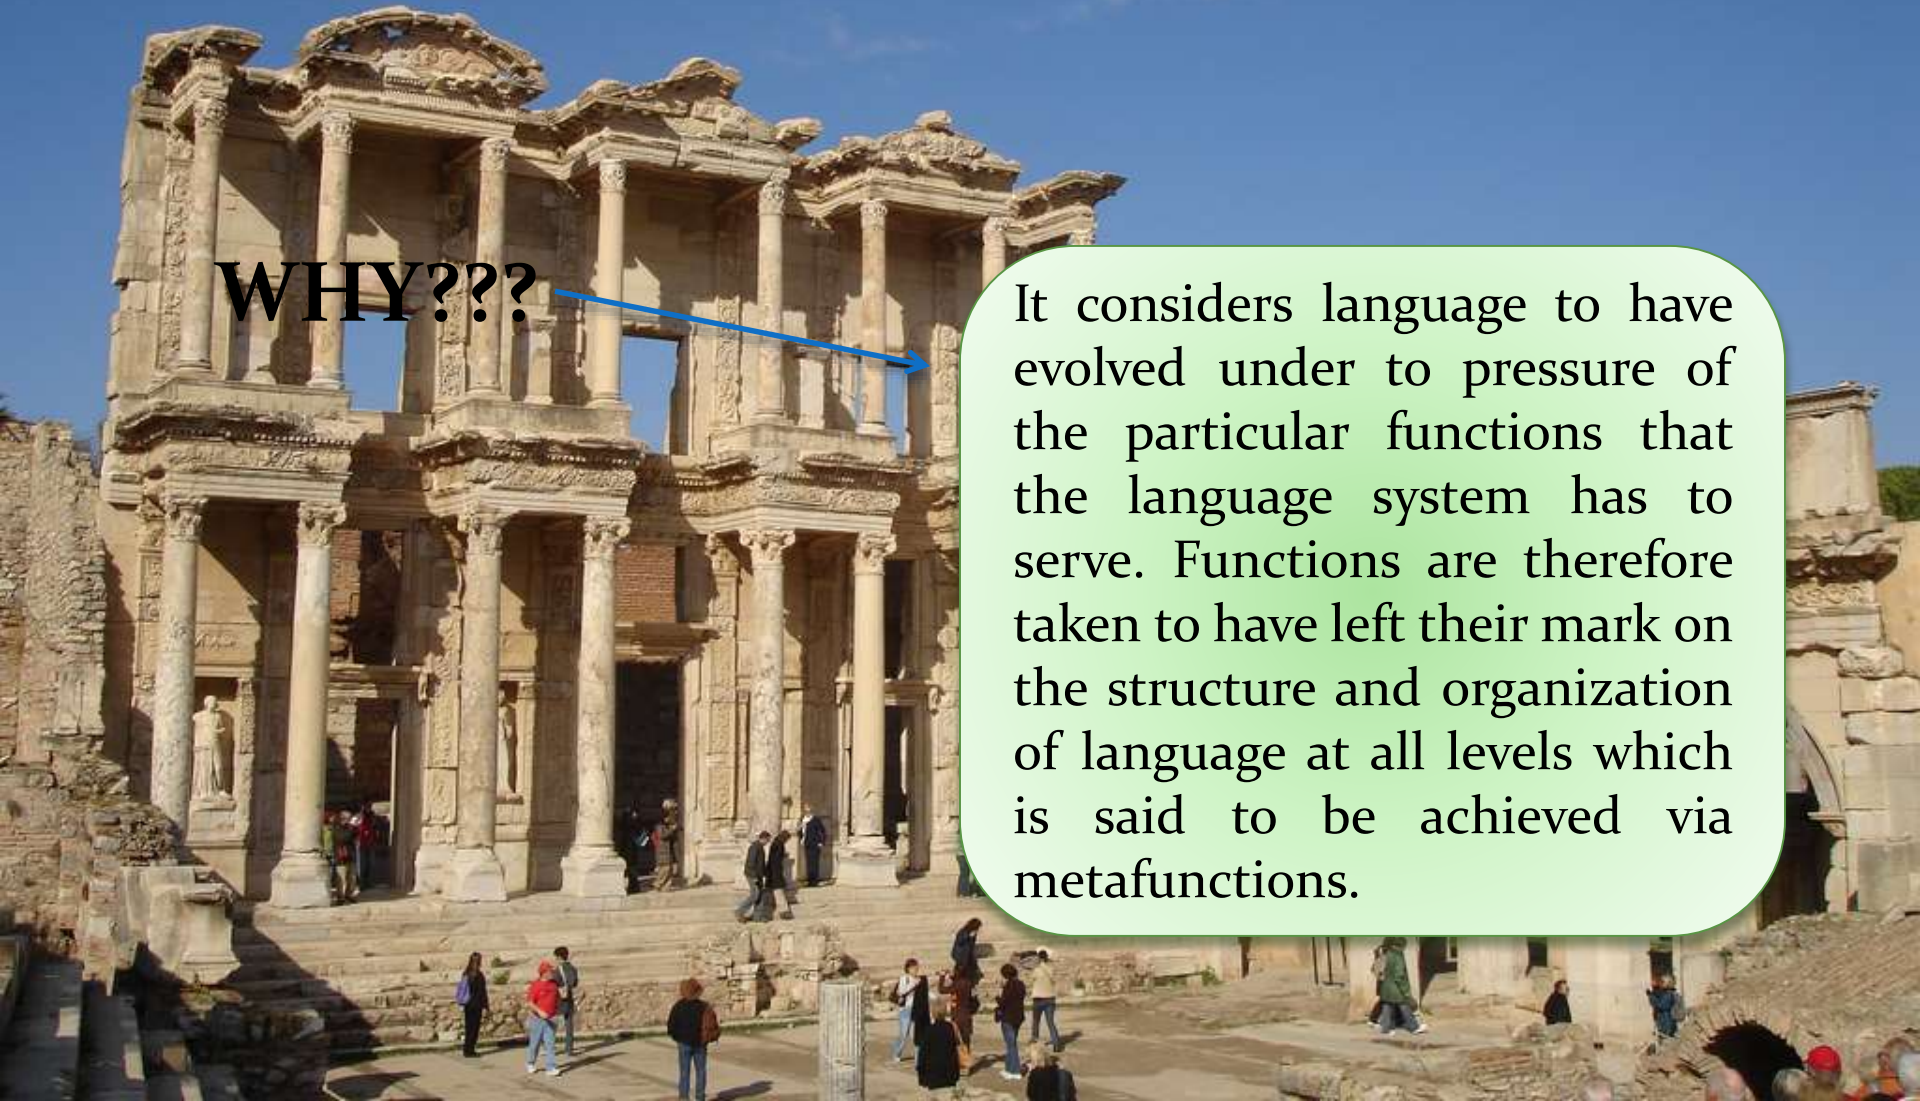 WHY???
It considers language to have
evolved under to pressure of
the particular functions that
the language system has to
serve. Functions are therefore
taken to have left their mark on
the structure and organization
of language at all levels which
is said to be achieved via
metafunctions.